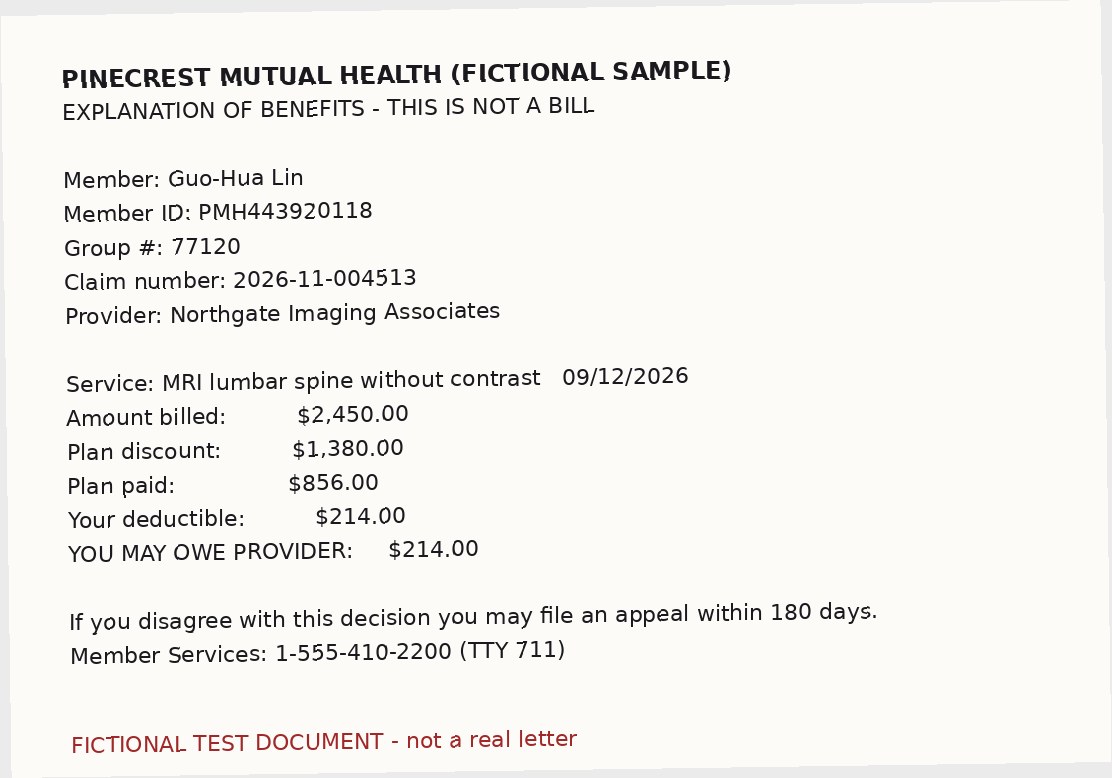 PINECREST MUTUAL HEALTH (FICTIONAL SAMPLE)
EXPLANATION OF BENEFITS - THIS IS NOT A BILL
Member: Guo-Hua Lin
Member ID: PMH443920118
Group #: 77120
Claim number: 2026-11-004513
Provider: Northgate Imaging Associates
Service: MRI lumbar spine without contrast 09/12/2026
Amount billed: $2,450.00
Plan discount: $1,380.00
Plan paid: $856.00
Your deductible: $214.00
YOU MAY OWE PROVIDER: $214.00
If you disagree with this decision you may file an appeal within 180 days.
Member Services: 1-555-410-2200 (TTY 711)
FICTIONAL TEST DOCUMENT - not a real letter